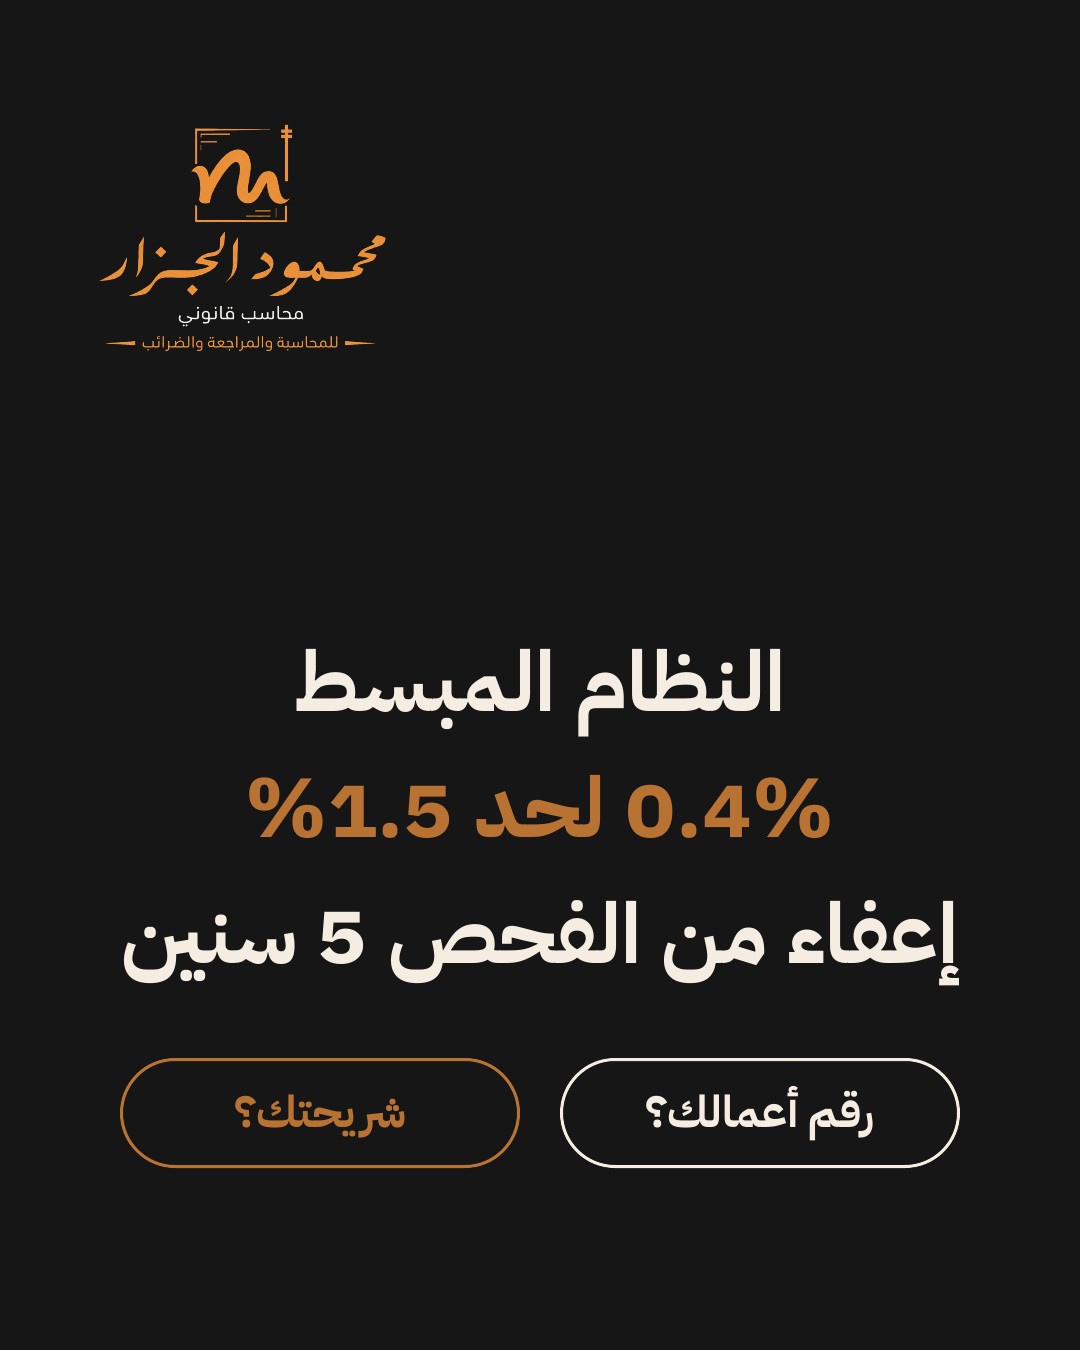 محمود الجزار
محاسب قانوني
للمحاسبة والمراجعة والضرائب
النظام المبسط
0.4% لحد 1.5%
إعفاء من الفحص 5 سنين
رقم أعمالك؟
شريحتك؟